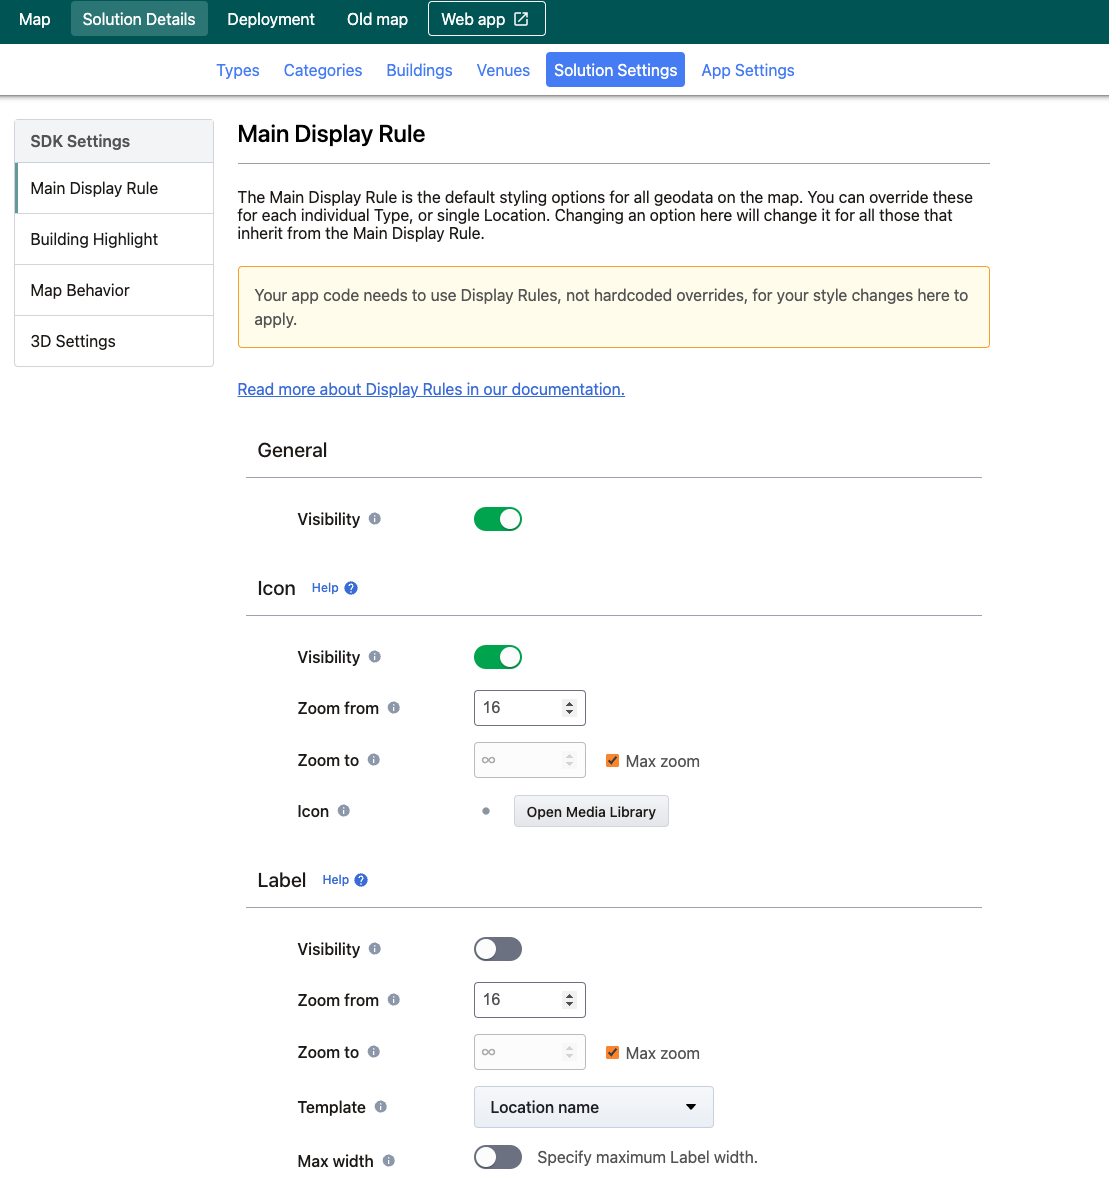 Map Solution Details Deployment Old map Web app
Types Categories Buildings Venues Solution Settings App Settings
SDK Settings
Main Display Rule
Building Highlight
Map Behavior
3D Settings
Main Display Rule
The Main Display Rule is the default styling options for all geodata on the map. You can override these
for each individual Type, or single Location. Changing an option here will change it for all those that
inherit from the Main Display Rule.
Your app code needs to use Display Rules, not hardcoded overrides, for your style changes here to
apply.
Read more about Display Rules in our documentation.
General
Visibility
Icon Help ?
Visibility
Zoom from 16
Zoom to ∞ Max zoom
Icon Open Media Library
Label Help ?
Visibility
Zoom from 16
Zoom to ∞ Max zoom
Template Location name
Max width Specify maximum Label width.